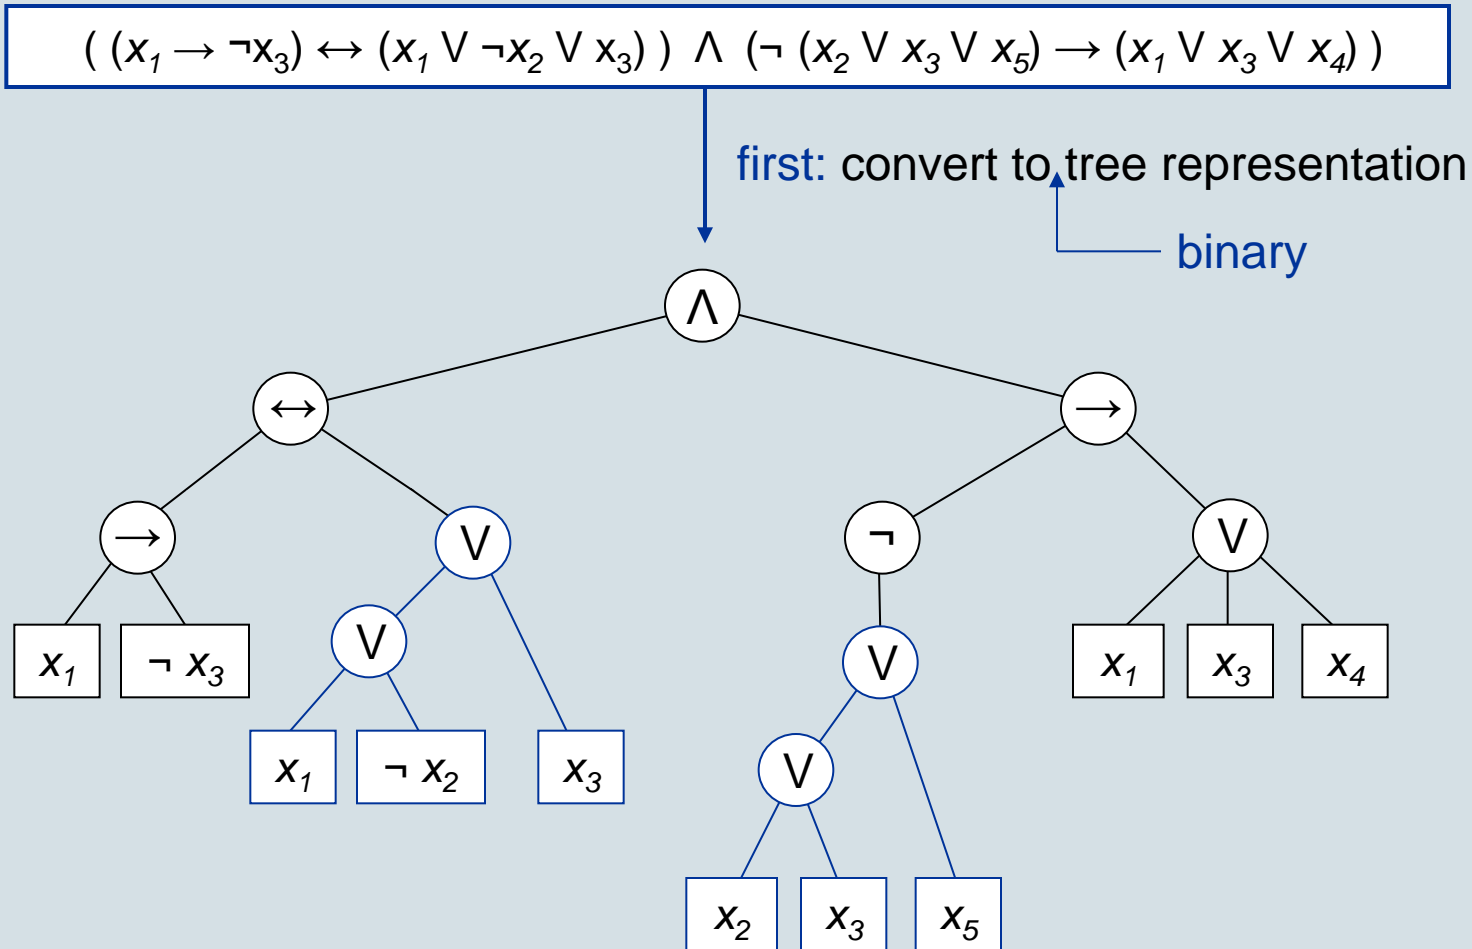 ( (x₁ → ¬x₃) ↔ (x₁ V ¬x₂ V x₃) ) Λ (¬ (x₂ V x₃ V x₅) → (x₁ V x₃ V x₄) )
first: convert to tree representation
binary
Λ
↔ →
→ V ¬ V
x₁ ¬ x₃ V V x₁ x₃ x₄
x₁ ¬ x₂ x₃ V
x₂ x₃ x₅